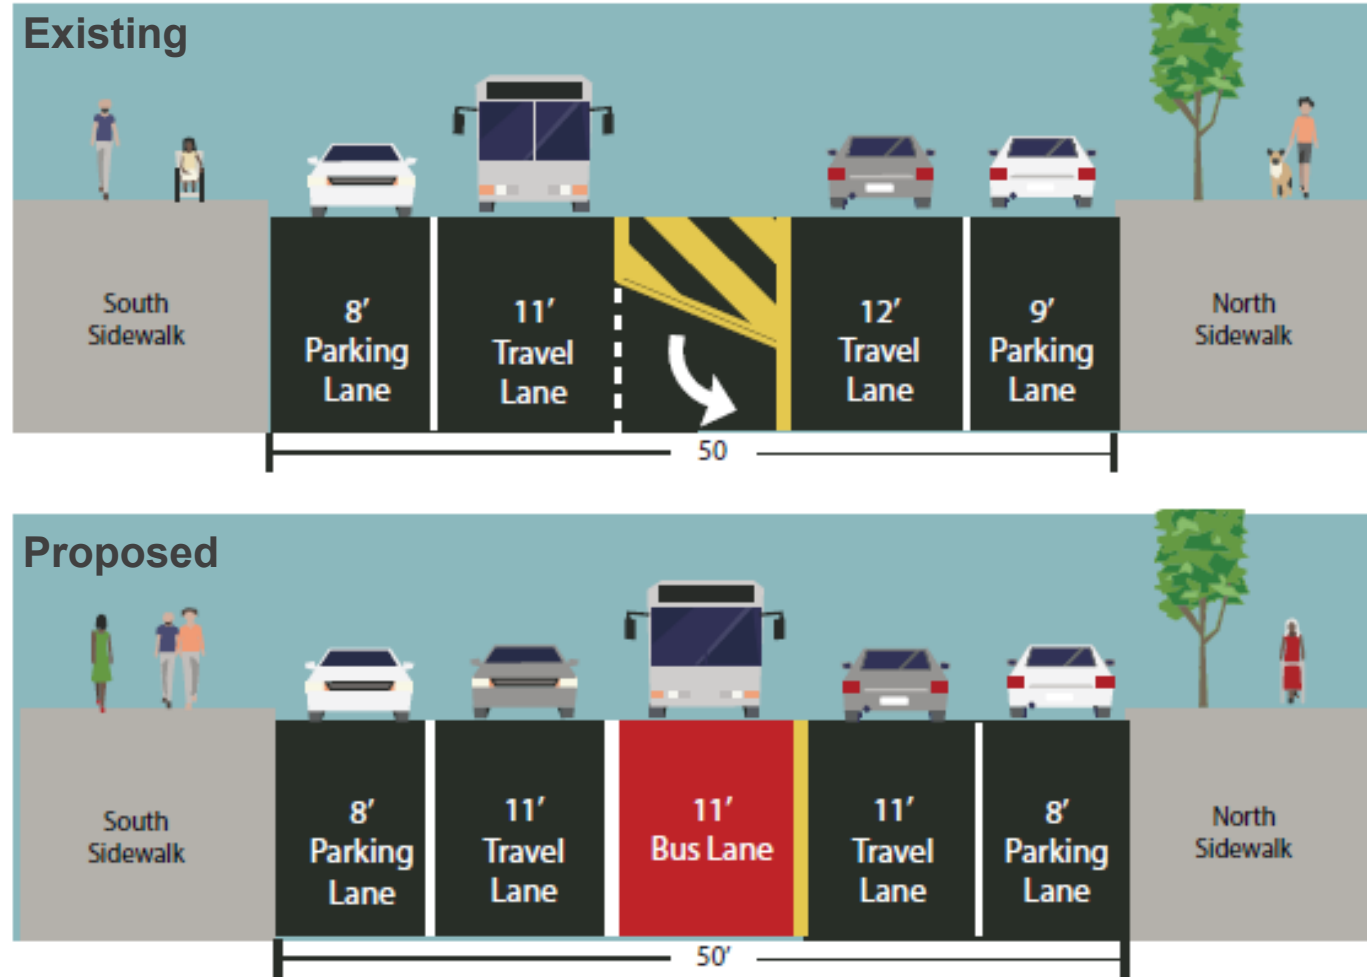 Existing
South
Sidewalk
8′
Parking
Lane
11′
Travel
Lane
12′
Travel
Lane
9′
Parking
Lane
North
Sidewalk
50
Proposed
South
Sidewalk
8′
Parking
Lane
11′
Travel
Lane
11′
Bus Lane
11′
Travel
Lane
8′
Parking
Lane
North
Sidewalk
50′